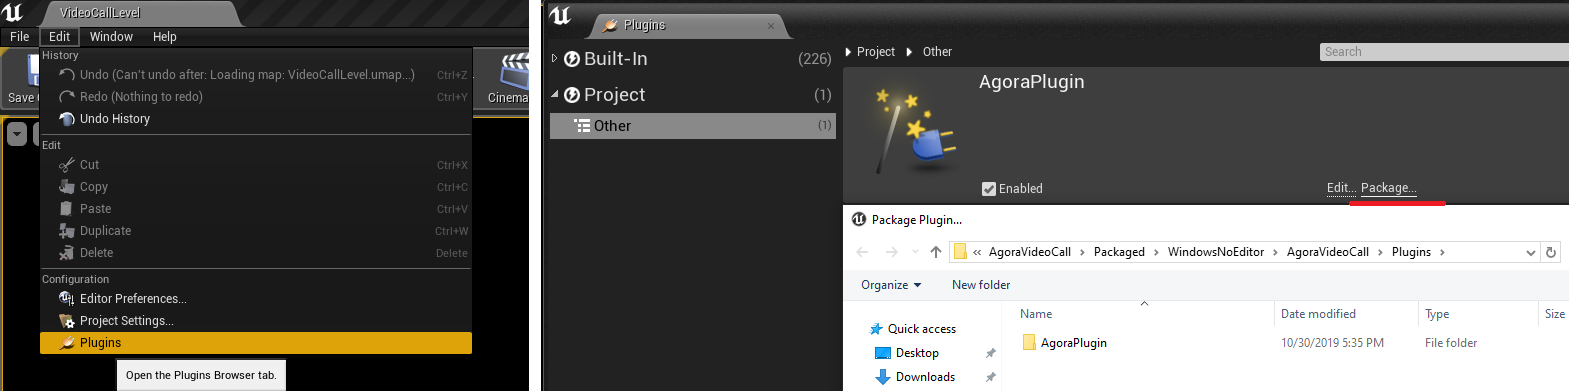 VideoCallLevel
File Edit Window Help
History
Undo (Can't undo after: Loading map: VideoCallLevel.umap...) Ctrl+Z
Redo (Nothing to redo) Ctrl+Y
Save
Cinema
Undo History
Edit
Cut Ctrl+X
Copy Ctrl+C
Paste Ctrl+V
Duplicate Ctrl+W
Delete Delete
Configuration
Editor Preferences...
Project Settings...
Plugins
Open the Plugins Browser tab.
Plugins
Built-In (226)
Project (1)
Other (1)
Project Other
Search
AgoraPlugin
Enabled
Edit... Package...
Package Plugin...
« AgoraVideoCall Packaged WindowsNoEditor AgoraVideoCall Plugins
Organize New folder
Name Date modified Type Size
Quick access
Desktop
Downloads
AgoraPlugin 10/30/2019 5:35 PM File folder